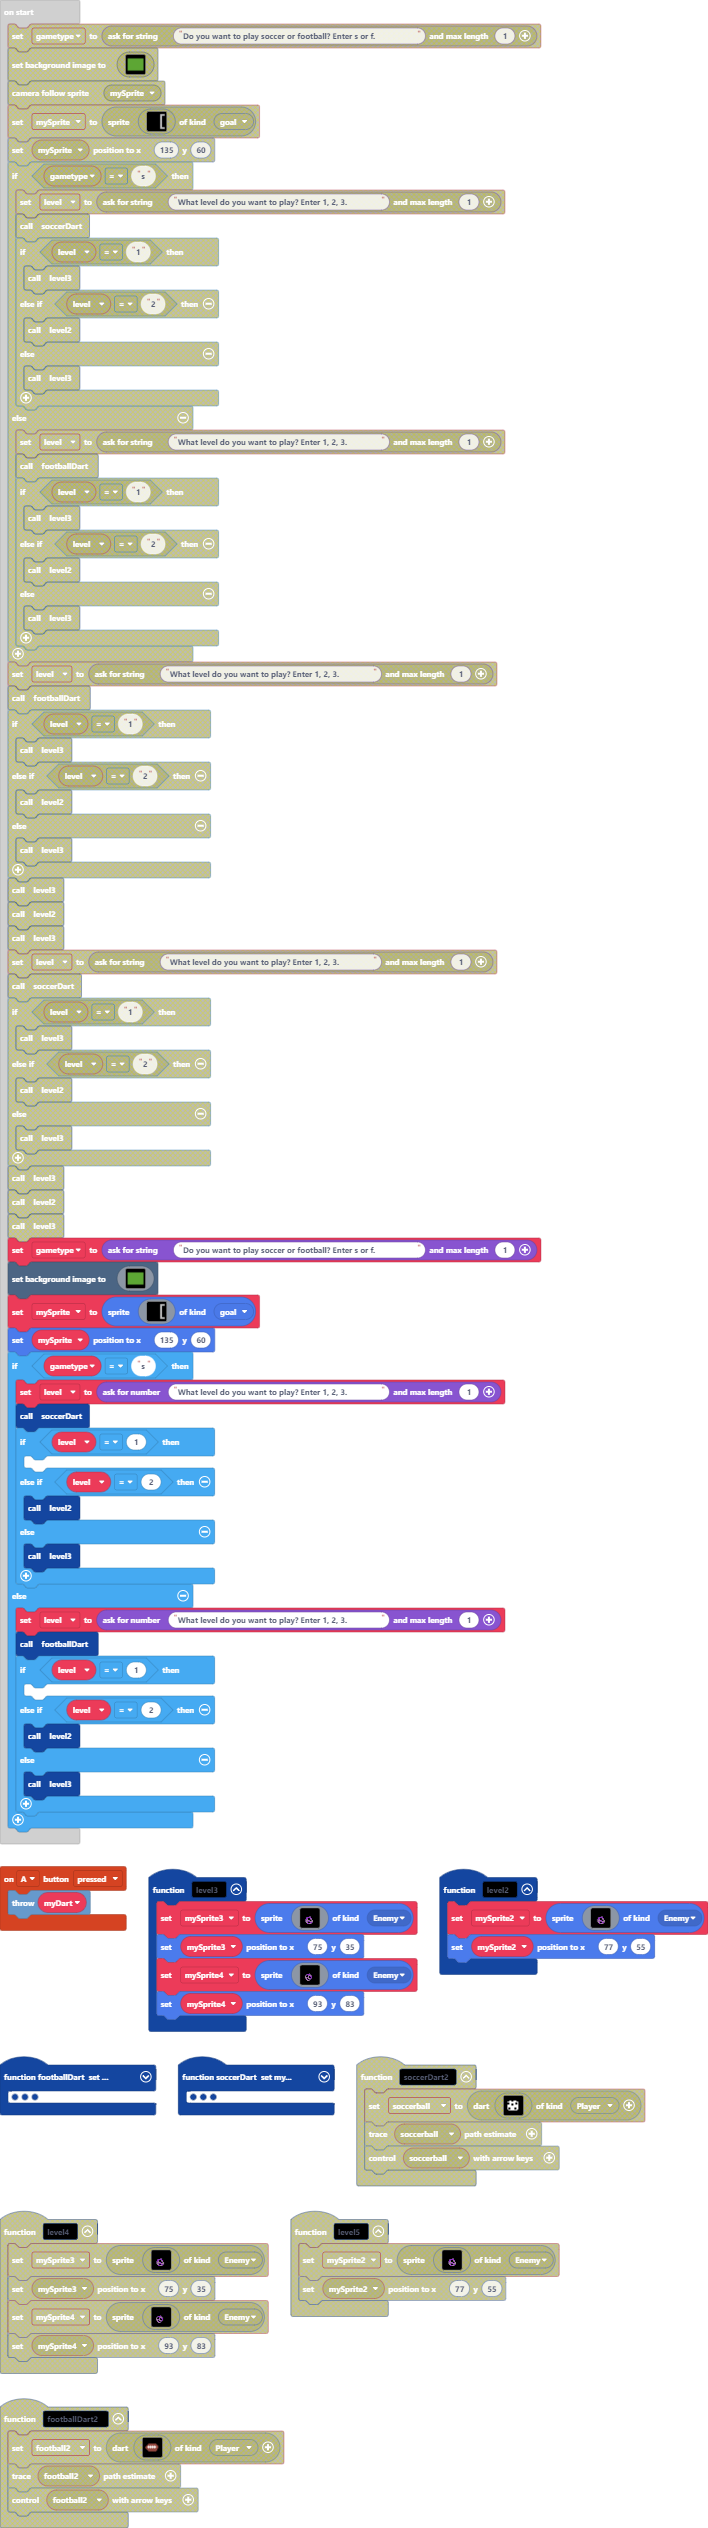 on start
set gametype to ask for string "Do you want to play soccer or football? Enter s or f." and max length 1
set background image to
camera follow sprite mySprite
set mySprite to sprite of kind goal
set mySprite position to x 135 y 60
if gametype = "s" then
set level to ask for string "What level do you want to play? Enter 1, 2, 3." and max length 1
call soccerDart
if level = "1" then
call level3
else if level = "2" then
call level2
else
call level3
else
set level to ask for string "What level do you want to play? Enter 1, 2, 3." and max length 1
call footballDart
if level = "1" then
call level3
else if level = "2" then
call level2
else
call level3
set level to ask for string "What level do you want to play? Enter 1, 2, 3." and max length 1
call footballDart
if level = "1" then
call level3
else if level = "2" then
call level2
else
call level3
call level3
call level2
call level3
set level to ask for string "What level do you want to play? Enter 1, 2, 3." and max length 1
call soccerDart
if level = "1" then
call level3
else if level = "2" then
call level2
else
call level3
call level3
call level2
call level3
set gametype to ask for string "Do you want to play soccer or football? Enter s or f." and max length 1
set background image to
set mySprite to sprite of kind goal
set mySprite position to x 135 y 60
if gametype = "s" then
set level to ask for number "What level do you want to play? Enter 1, 2, 3." and max length 1
call soccerDart
if level = 1 then
else if level = 2 then
call level2
else
call level3
else
set level to ask for number "What level do you want to play? Enter 1, 2, 3." and max length 1
call footballDart
if level = 1 then
else if level = 2 then
call level2
else
call level3
on A button pressed
throw myDart
function level3
set mySprite3 to sprite of kind Enemy
set mySprite3 position to x 75 y 35
set mySprite4 to sprite of kind Enemy
set mySprite4 position to x 93 y 83
function level2
set mySprite2 to sprite of kind Enemy
set mySprite2 position to x 77 y 55
function footballDart set ...
function soccerDart set my...
function soccerDart2
set soccerball to dart of kind Player
trace soccerball path estimate
control soccerball with arrow keys
function level4
set mySprite3 to sprite of kind Enemy
set mySprite3 position to x 75 y 35
set mySprite4 to sprite of kind Enemy
set mySprite4 position to x 93 y 83
function level5
set mySprite2 to sprite of kind Enemy
set mySprite2 position to x 77 y 55
function footballDart2
set football2 to dart of kind Player
trace football2 path estimate
control football2 with arrow keys